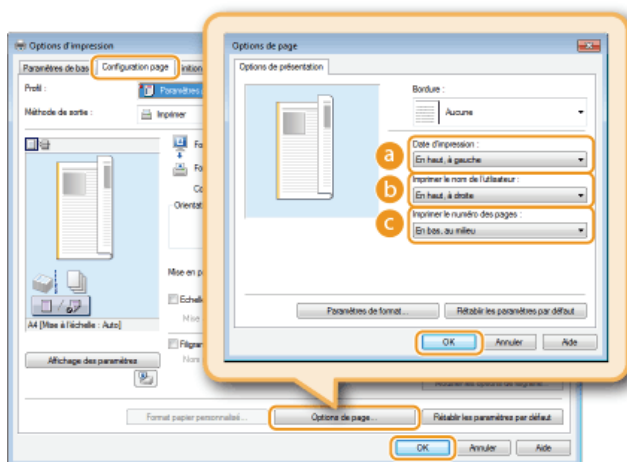 Options d'impression
Paramètres de bas
Configuration page
Profil :
Paramètres
Méthode de sortie :
Imprimer
A4 [Mise à l'échelle : Auto]
Affichage des paramètres
Orientat
Mise en p
Echelle
Filigran
Nom
Format papier personnalisé...
Options de page...
Rétablir les paramètres par défaut
OK
Annuler
Aide
Options de page
Options de présentation
Bordure :
Aucune
a
Date d'impression :
En haut, à gauche
b
Imprimer le nom de l'utilisateur :
En haut, à droite
c
Imprimer le numéro des pages :
En bas, au milieu
Paramètres de format...
Rétablir les paramètres par défaut
OK
Annuler
Aide